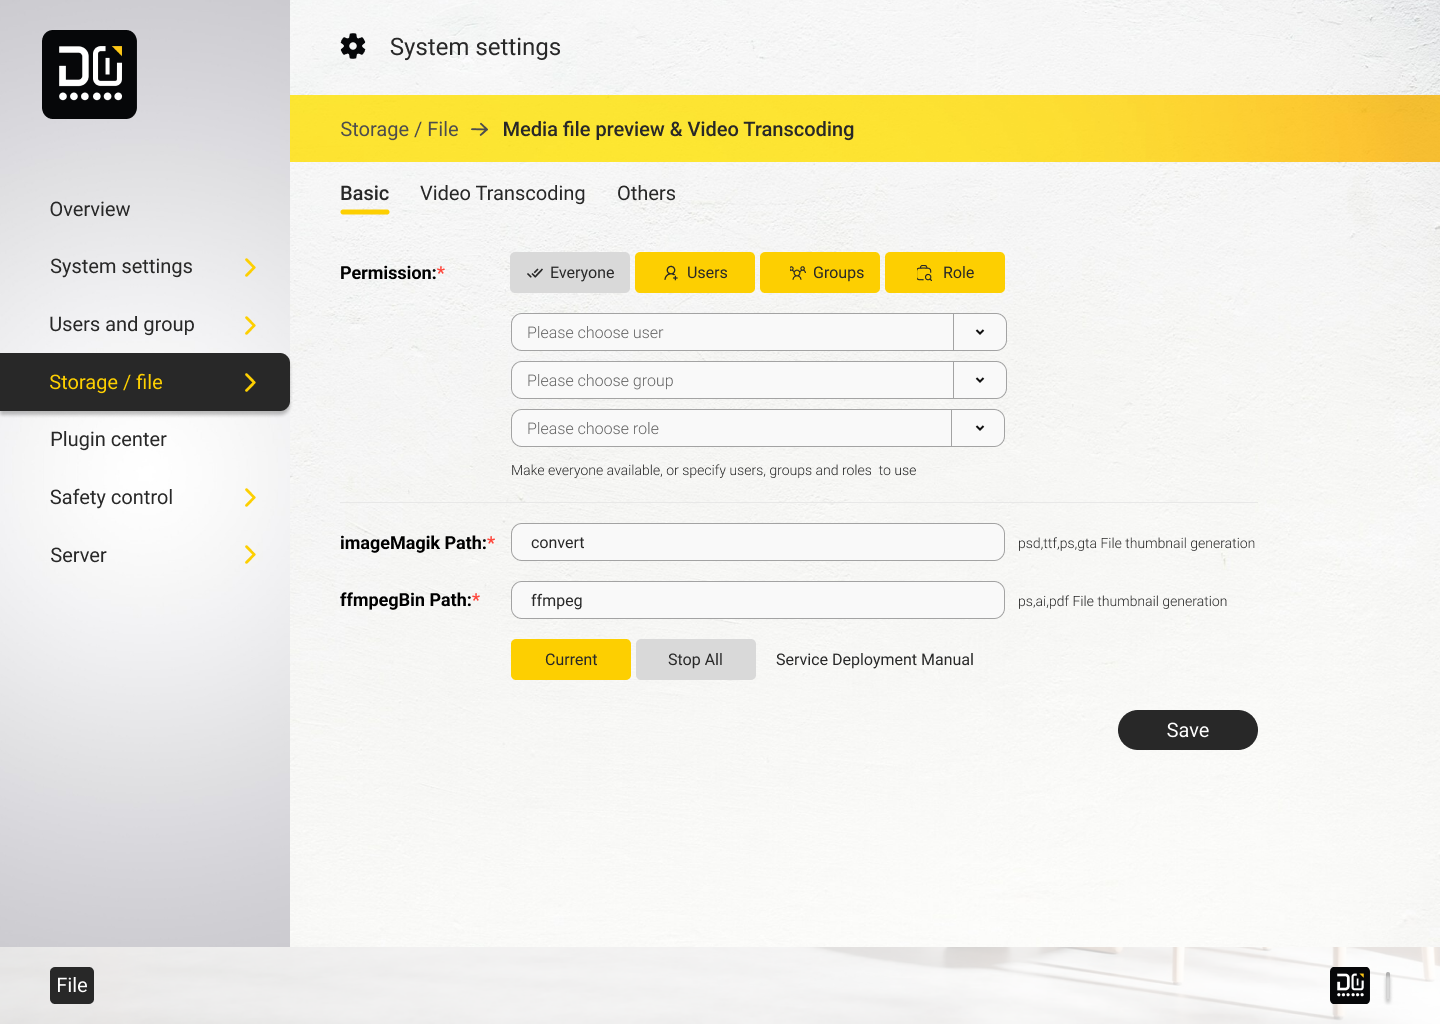 System settings
Storage / File → Media file preview & Video Transcoding
Overview
System settings
Users and group
Storage / file
Plugin center
Safety control
Server
Basic Video Transcoding Others
Permission:*
Everyone Users Groups Role
Please choose user
Please choose group
Please choose role
Make everyone available, or specify users, groups and roles to use
imageMagik Path:* convert psd,ttf,ps,gta File thumbnail generation
ffmpegBin Path:* ffmpeg ps,ai,pdf File thumbnail generation
Current Stop All Service Deployment Manual
Save
File